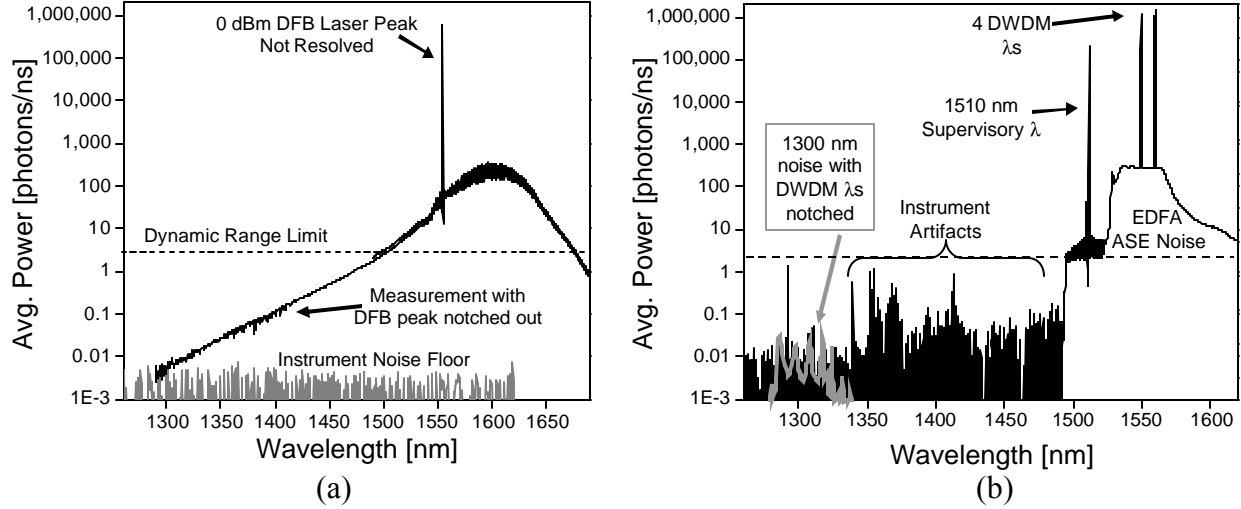 1,000,000
100,000
10,000
1,000
100
10
1
0.1
0.01
1E-3
Avg. Power [photons/ns]
0 dBm DFB Laser Peak
Not Resolved
Dynamic Range Limit
Measurement with
DFB peak notched out
Instrument Noise Floor
1300 1350 1400 1450 1500 1550 1600 1650
Wavelength [nm]
(a)
1,000,000
100,000
10,000
1,000
100
10
1
0.1
0.01
1E-3
Avg. Power [photons/ns]
4 DWDM
λs
1510 nm
Supervisory λ
1300 nm
noise with
DWDM λs
notched
Instrument
Artifacts
EDFA
ASE Noise
1300 1350 1400 1450 1500 1550 1600
Wavelength [nm]
(b)